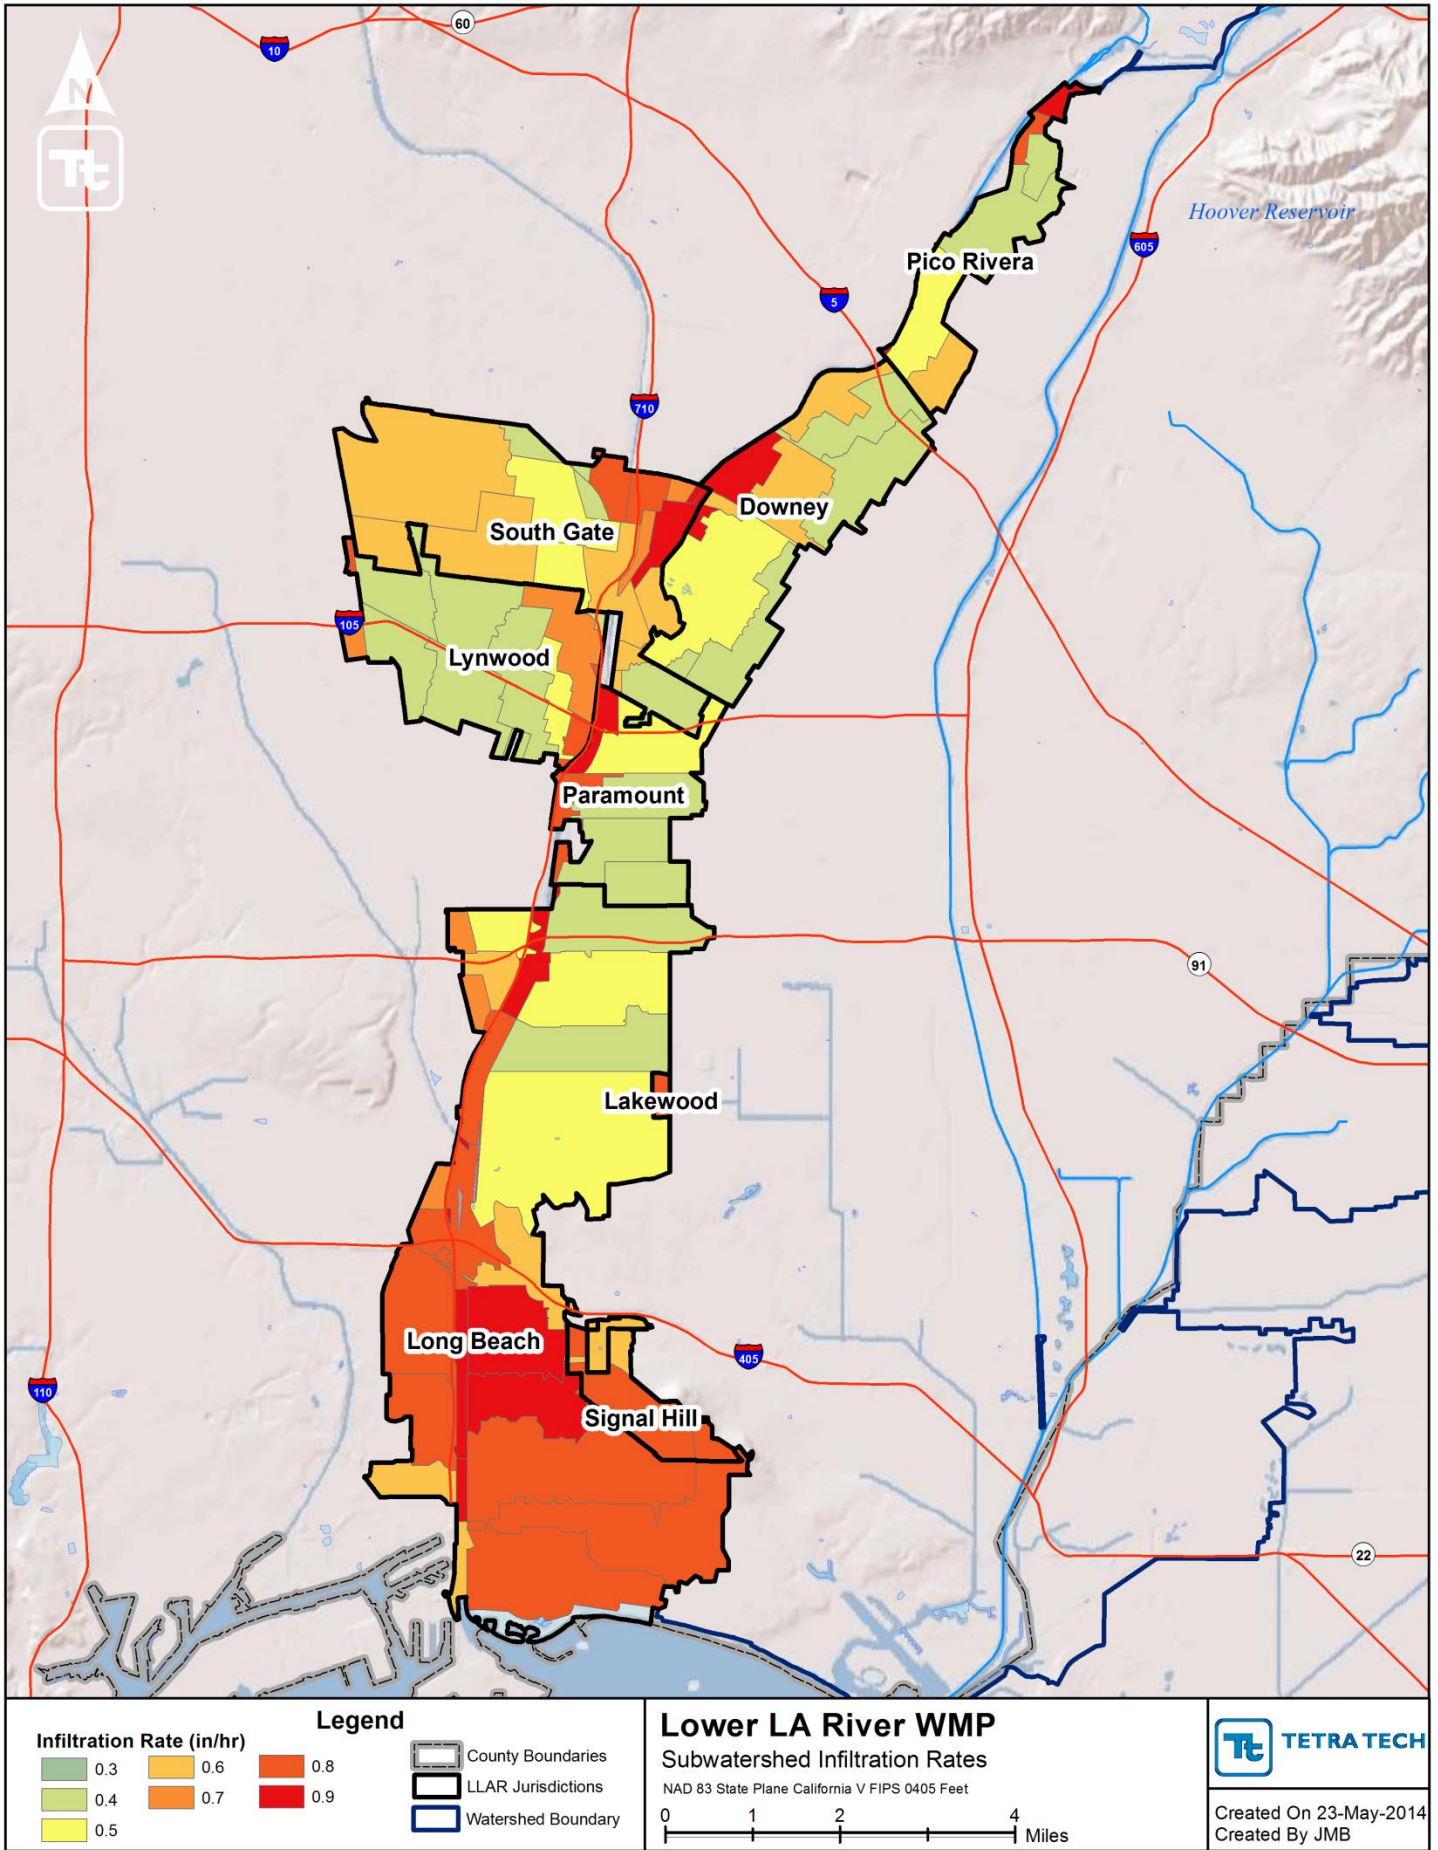 60
10
N
Tt
Hoover Reservoir
605
Pico Rivera
5
710
Downey
South Gate
105
Lynwood
Paramount
91
Lakewood
Long Beach
405
110
Signal Hill
22
Legend
Infiltration Rate (in/hr)
0.3
0.4
0.5
0.6
0.7
0.8
0.9
County Boundaries
LLAR Jurisdictions
Watershed Boundary
Lower LA River WMP
Subwatershed Infiltration Rates
NAD 83 State Plane California V FIPS 0405 Feet
0 1 2 4
Miles
Tt TETRA TECH
Created On 23-May-2014
Created By JMB